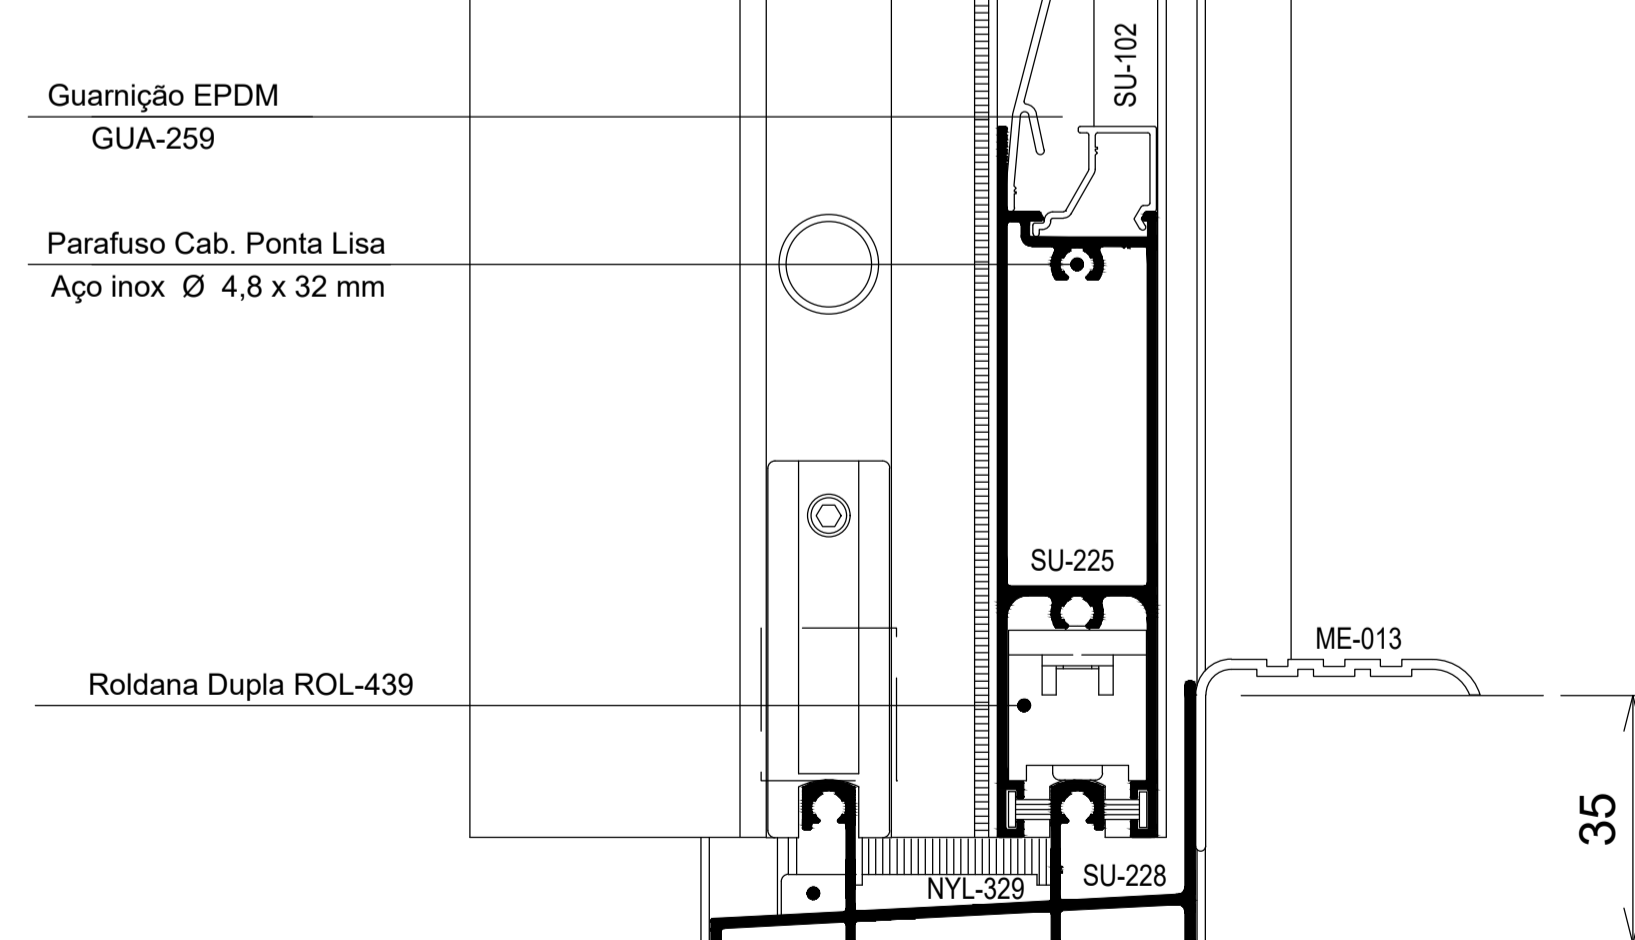 SU-102
Guarnição EPDM
GUA-259
Parafuso Cab. Ponta Lisa
Aço inox Ø 4,8 x 32 mm
SU-225
ME-013
Roldana Dupla ROL-439
35
SU-228
NYL-329